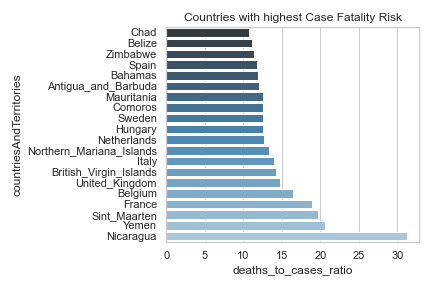 Countries with highest Case Fatality Risk
countriesAndTerritories
Chad
Belize
Zimbabwe
Spain
Bahamas
Antigua_and_Barbuda
Mauritania
Comoros
Sweden
Hungary
Netherlands
Northern_Mariana_Islands
Italy
British_Virgin_Islands
United_Kingdom
Belgium
France
Sint_Maarten
Yemen
Nicaragua
0 5 10 15 20 25 30
deaths_to_cases_ratio